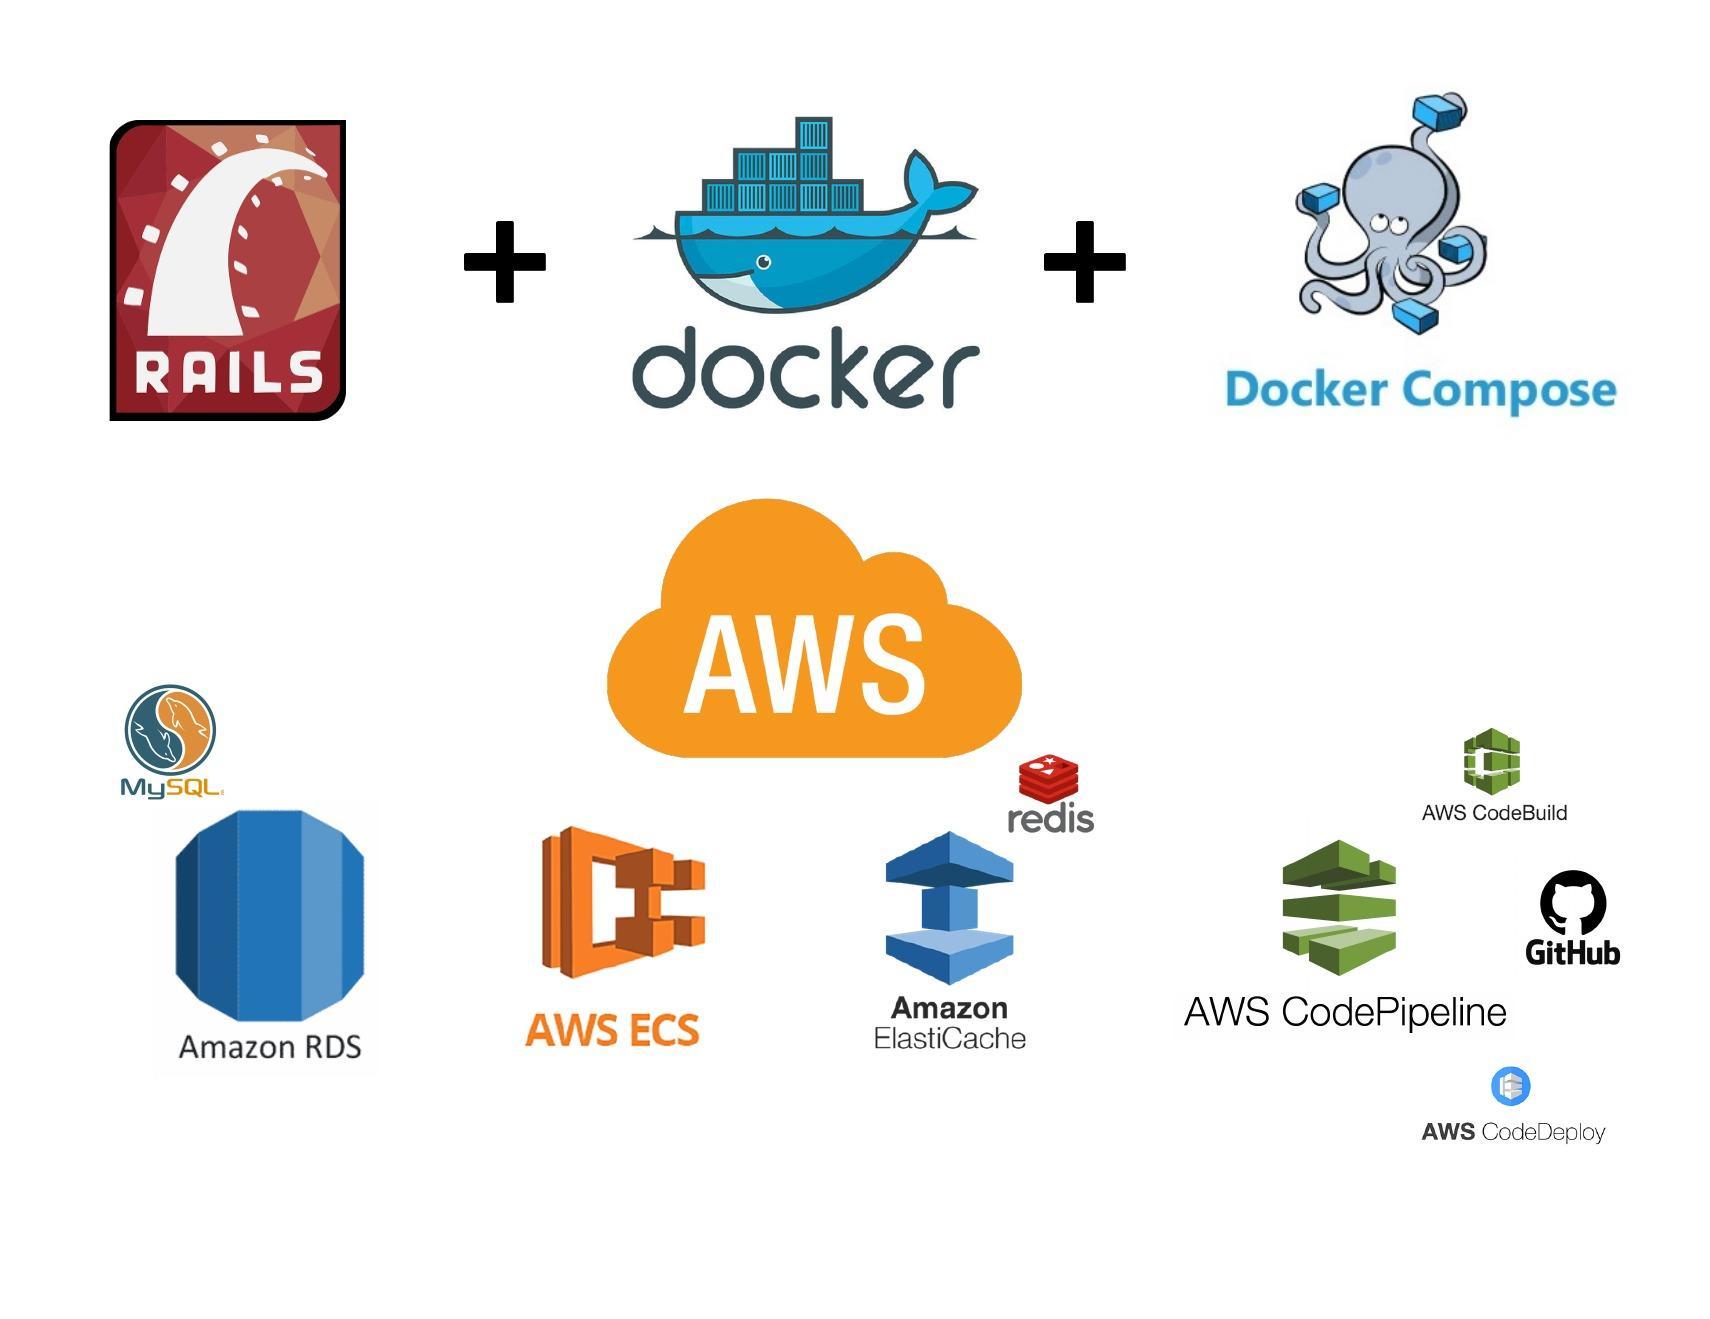 RAILS
docker
Docker Compose
AWS
MySQL
redis
AWS CodeBuild
GitHub
Amazon RDS
AWS ECS
Amazon
ElastiCache
AWS CodePipeline
AWS CodeDeploy